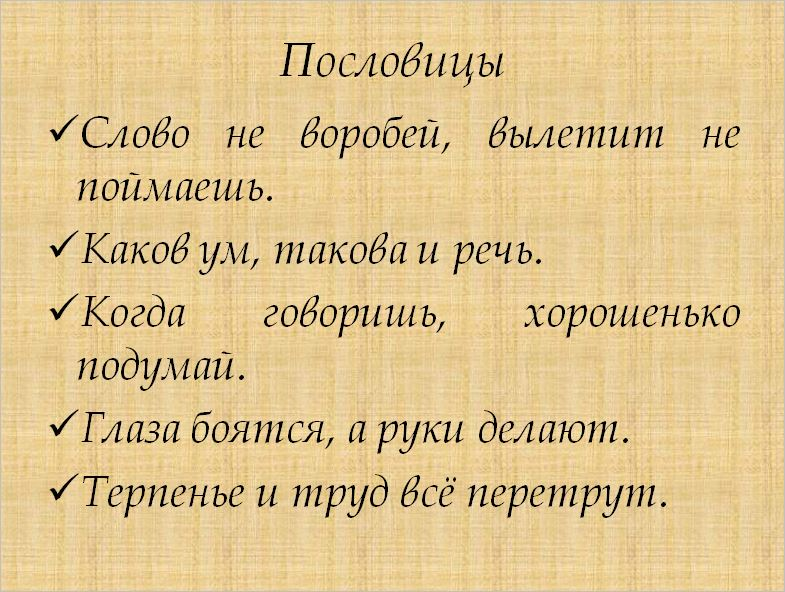 Пословицы
✓Слово не воробей, вылетит не
поймаешь.
✓Каков ум, такова и речь.
✓Когда говоришь, хорошенько
подумай.
✓Глаза боятся, а руки делают.
✓Терпенье и труд всё перетрут.